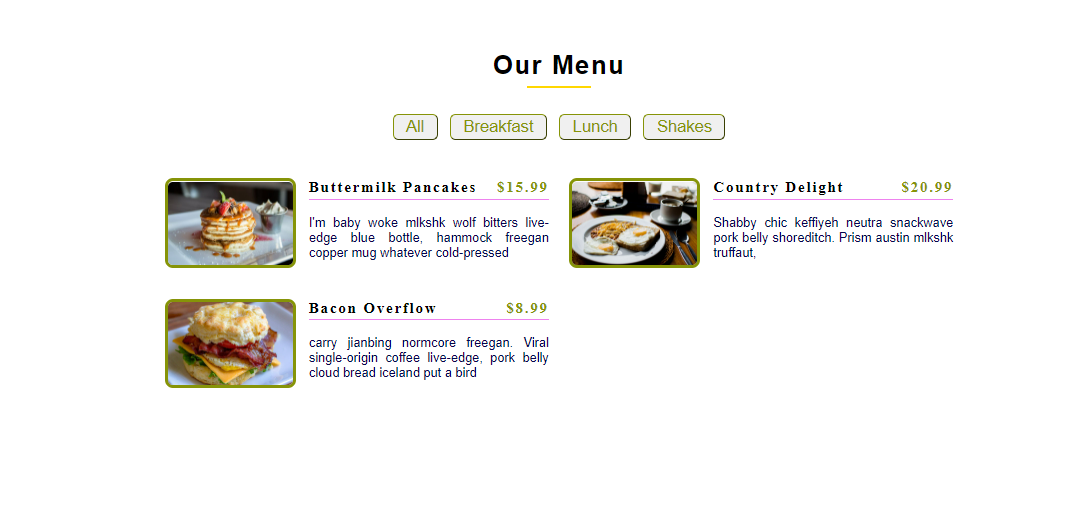 Our Menu
All Breakfast Lunch Shakes
Buttermilk Pancakes $15.99
I'm baby woke mlkshk wolf bitters live-
edge blue bottle, hammock freegan
copper mug whatever cold-pressed
Country Delight $20.99
Shabby chic keffiyeh neutra snackwave
pork belly shoreditch. Prism austin mlkshk
truffaut,
Bacon Overflow $8.99
carry jianbing normcore freegan. Viral
single-origin coffee live-edge, pork belly
cloud bread iceland put a bird